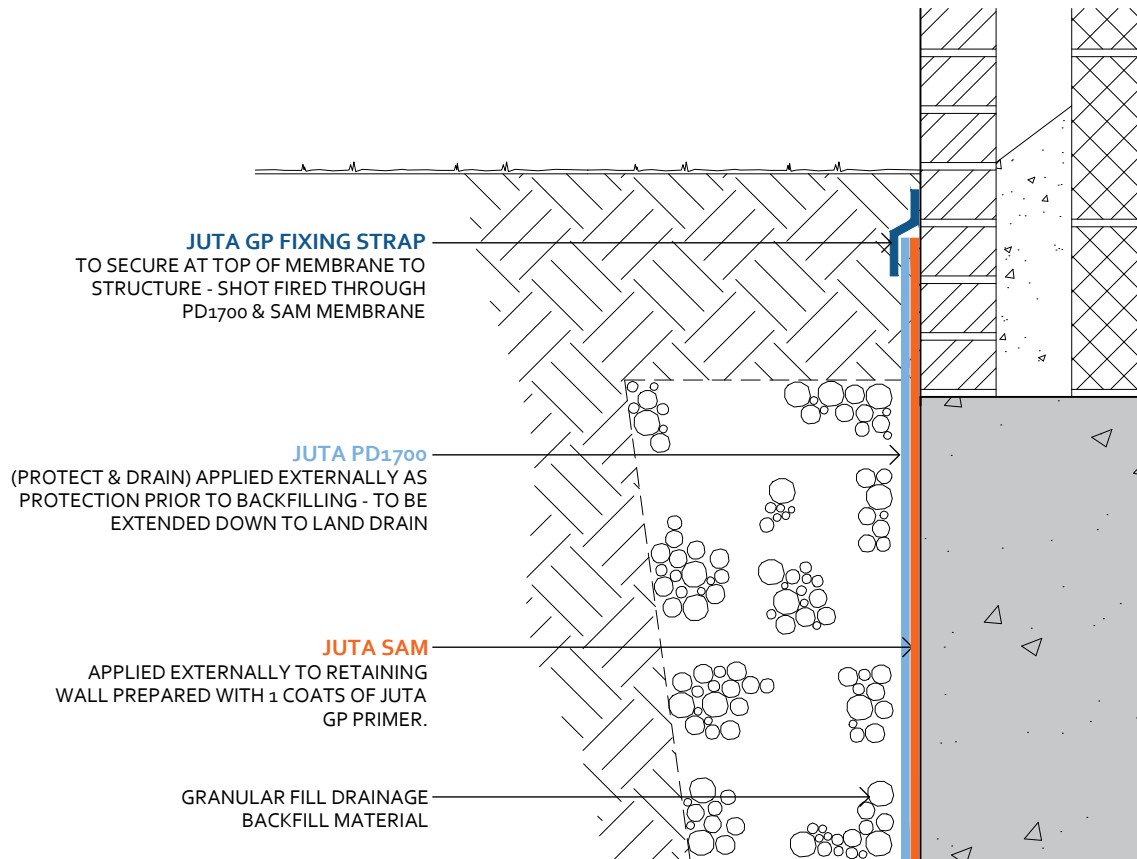 JUTA GP FIXING STRAP
TO SECURE AT TOP OF MEMBRANE TO
STRUCTURE - SHOT FIRED THROUGH
PD1700 & SAM MEMBRANE
JUTA PD1700
(PROTECT & DRAIN) APPLIED EXTERNALLY AS
PROTECTION PRIOR TO BACKFILLING - TO BE
EXTENDED DOWN TO LAND DRAIN
JUTA SAM
APPLIED EXTERNALLY TO RETAINING
WALL PREPARED WITH 1 COATS OF JUTA
GP PRIMER.
GRANULAR FILL DRAINAGE
BACKFILL MATERIAL